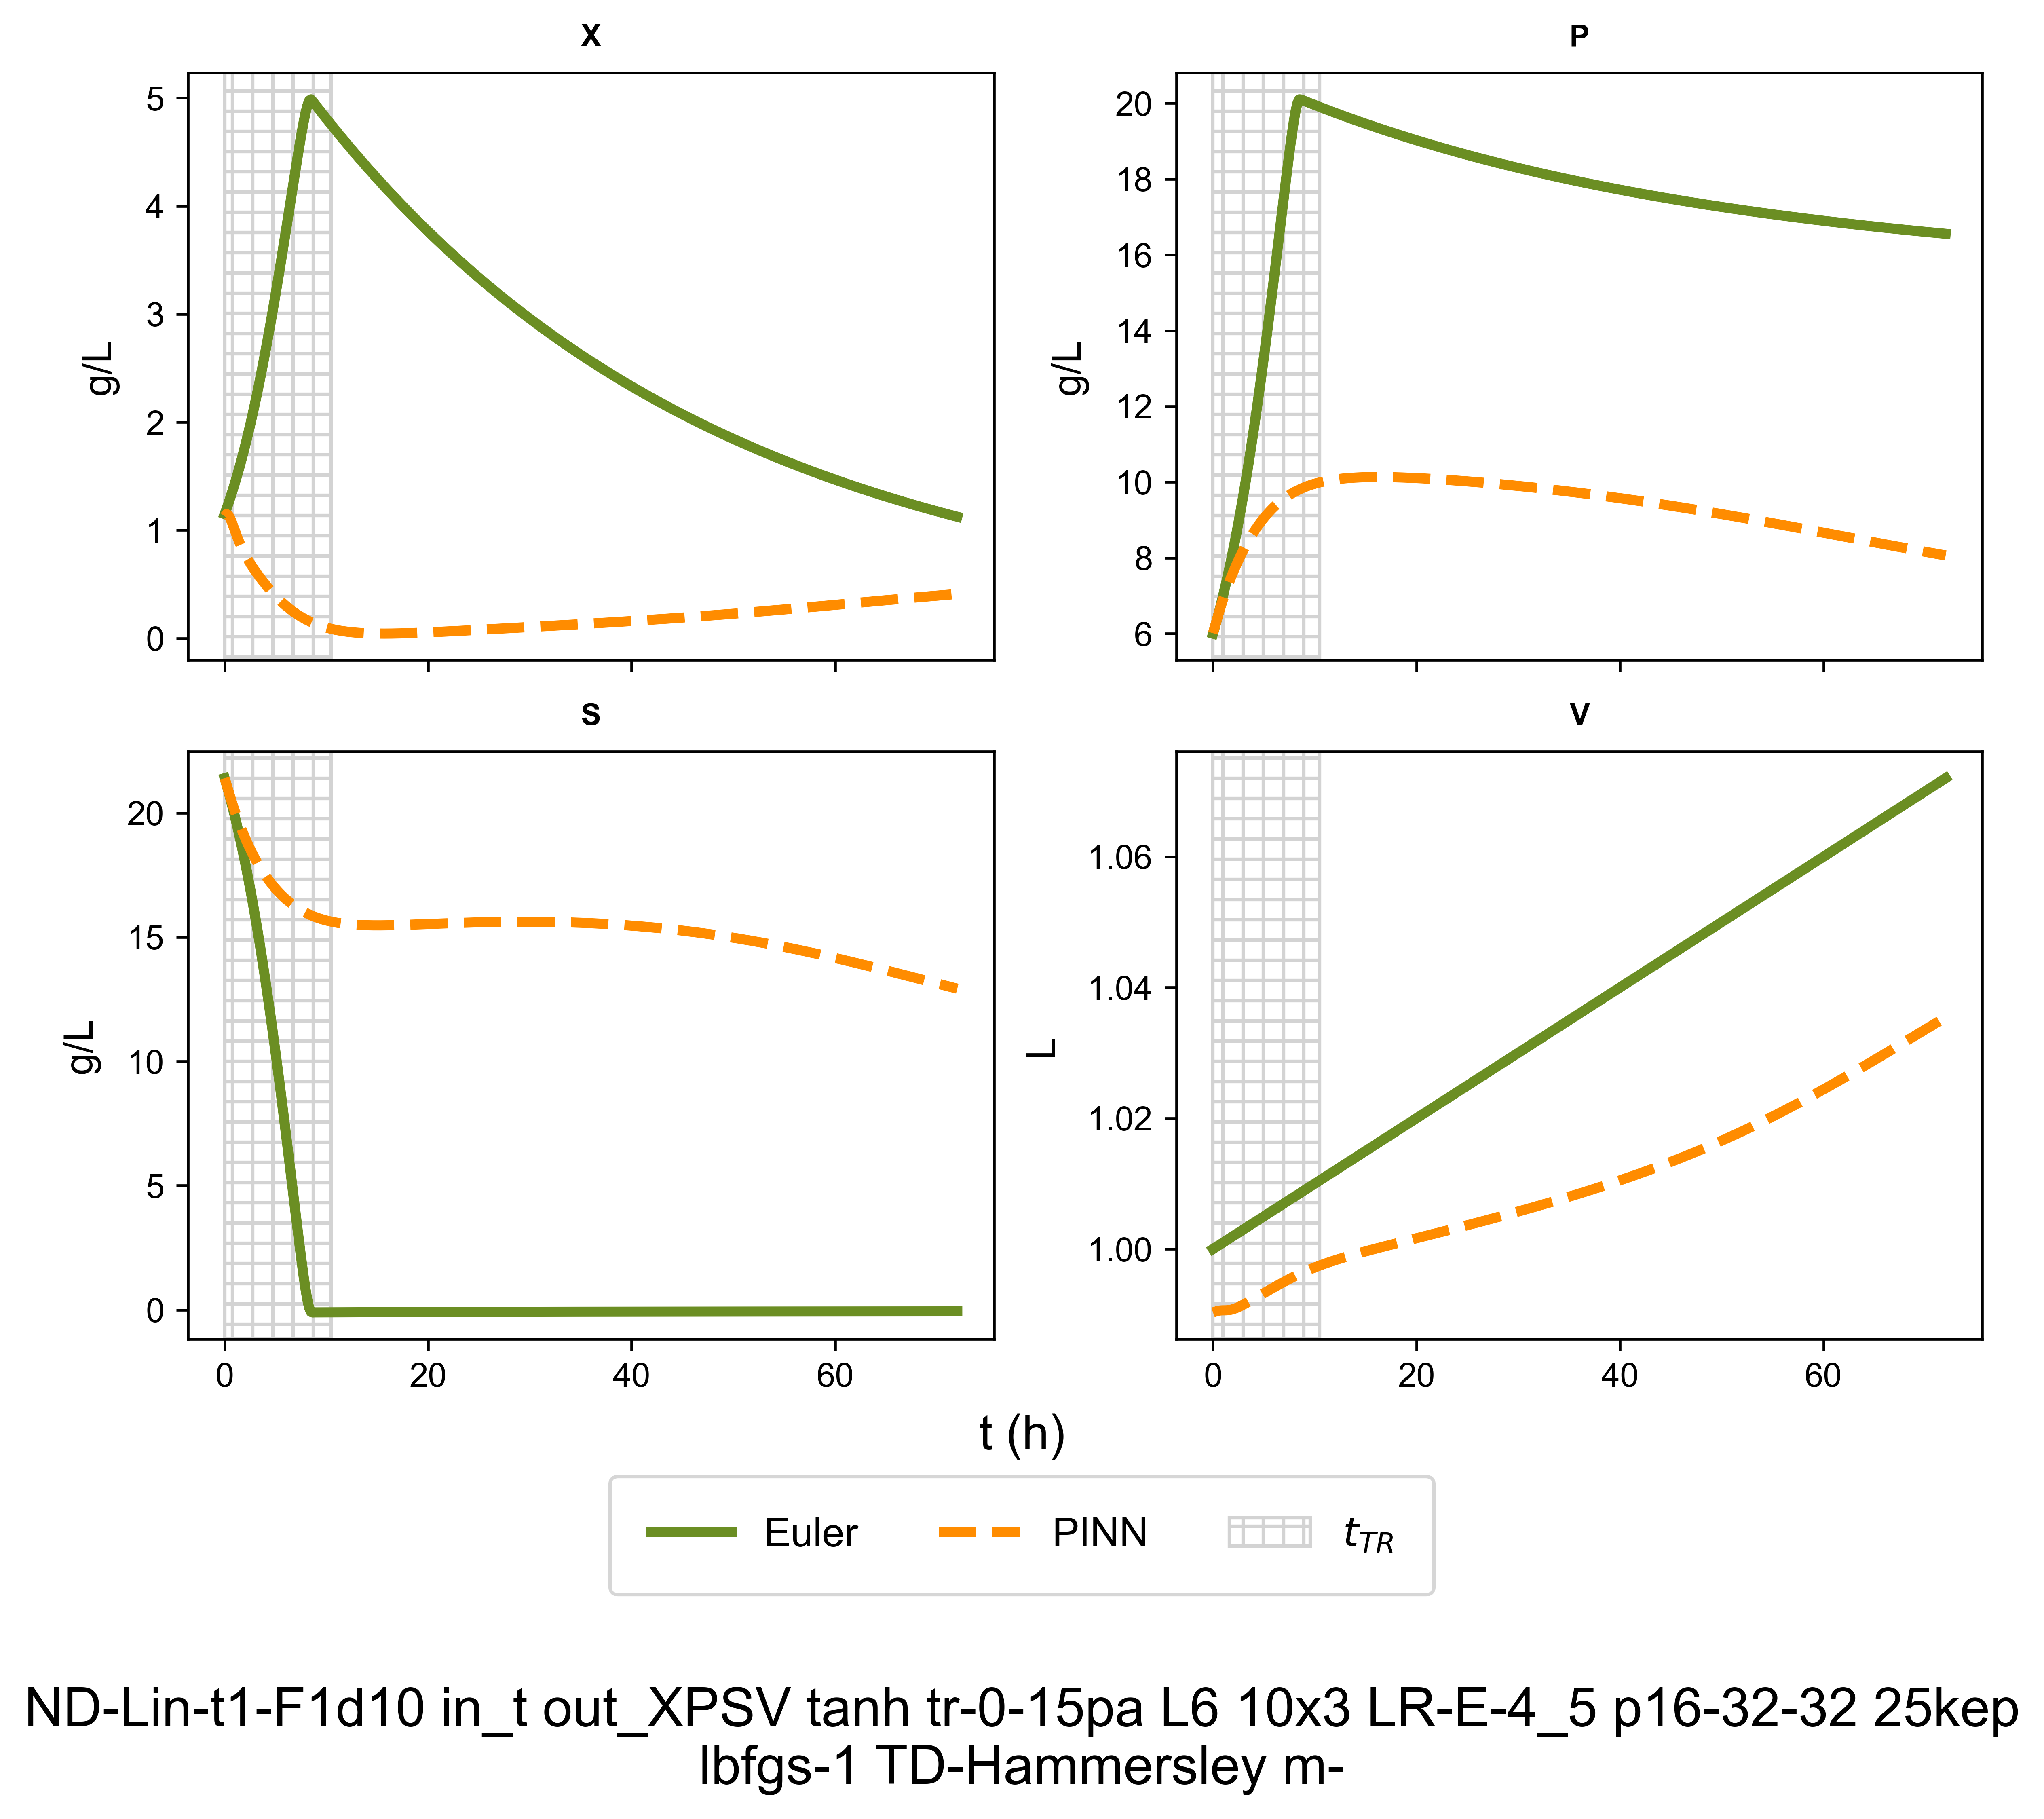 X
P
5
4
3
2
1
0
g/L
20
18
16
14
12
10
8
6
g/L
S
V
20
15
10
5
0
g/L
1.06
1.04
1.02
1.00
L
0 20 40 60
0 20 40 60
t (h)
Euler PINN t_TR
ND-Lin-t1-F1d10 in_t out_XPSV tanh tr-0-15pa L6 10x3 LR-E-4_5 p16-32-32 25kep
lbfgs-1 TD-Hammersley m-